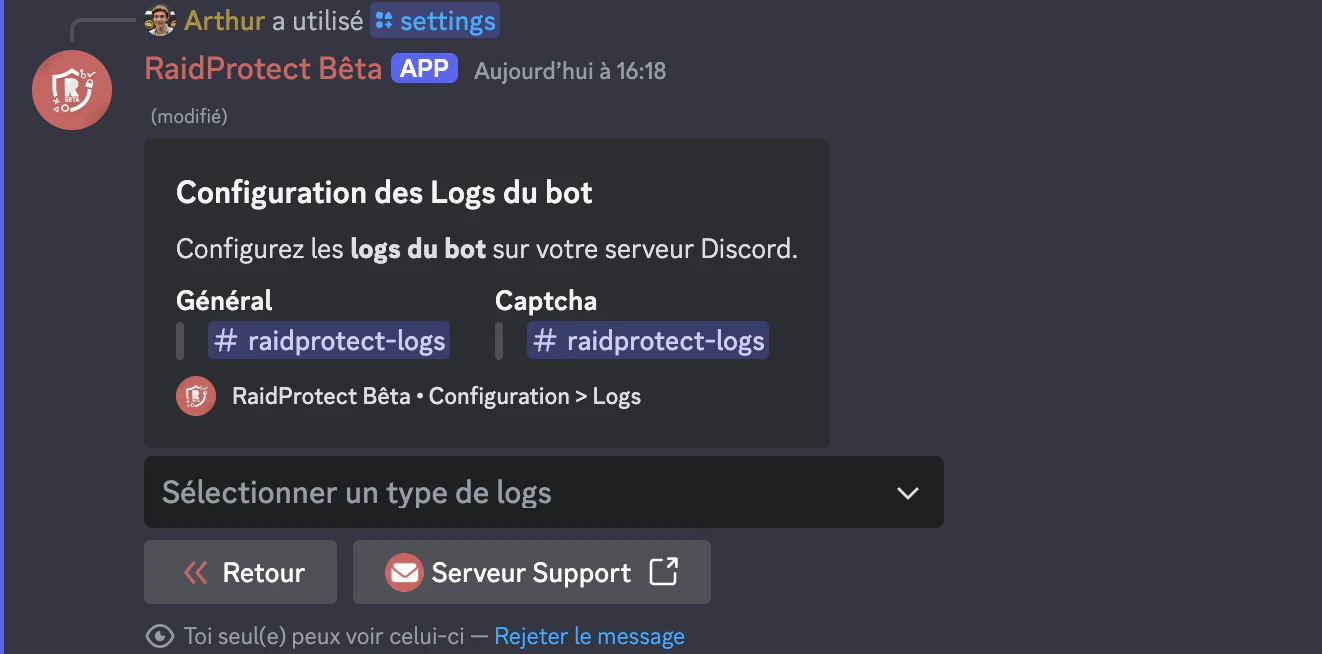 Arthur a utilisé settings
RaidProtect Bêta APP Aujourd’hui à 16:18
(modifié)
Configuration des Logs du bot
Configurez les logs du bot sur votre serveur Discord.
Général Captcha
# raidprotect-logs # raidprotect-logs
RaidProtect Bêta • Configuration > Logs
Sélectionner un type de logs
Retour Serveur Support
Toi seul(e) peux voir celui-ci — Rejeter le message